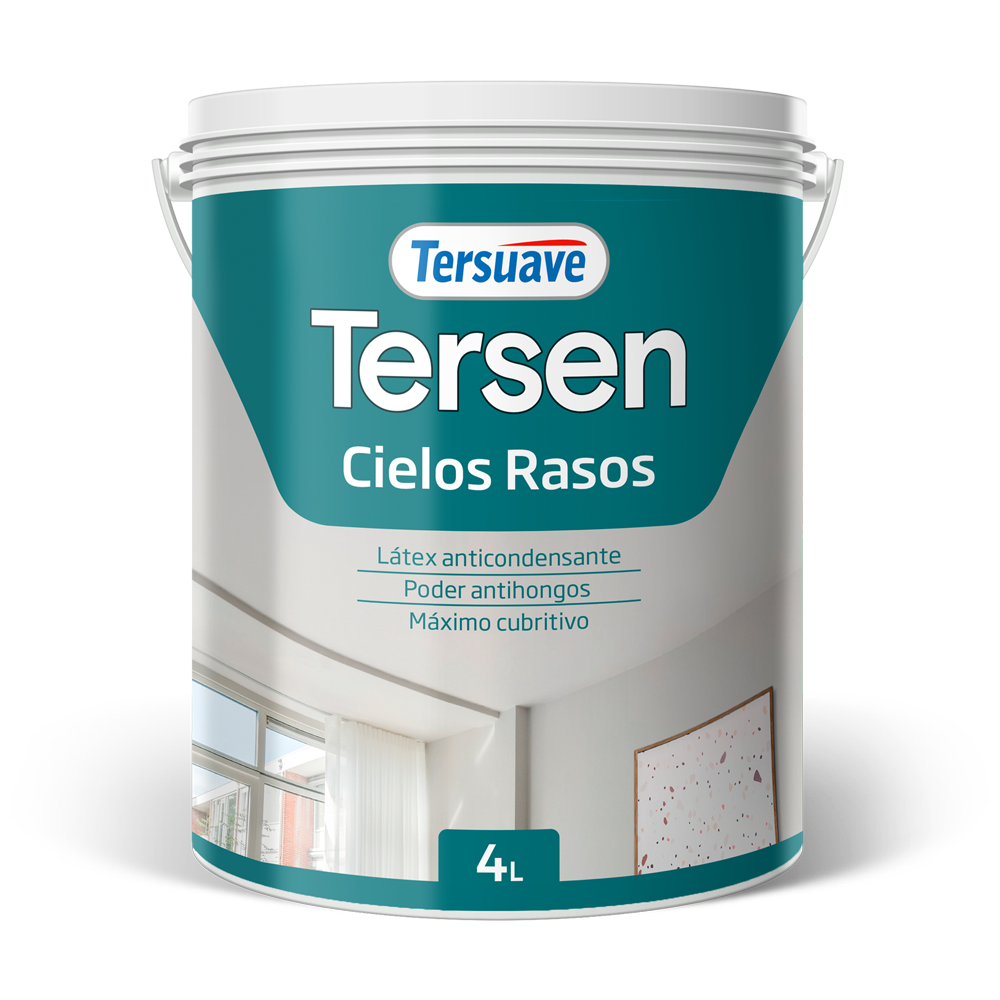 Tersuave
Tersen
Cielos Rasos
Látex anticondensante
Poder antihongos
Máximo cubritivo
4L